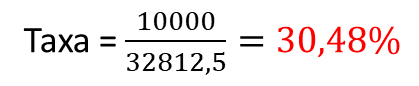 Taxa = 10000 / 32812,5 = 30,48%